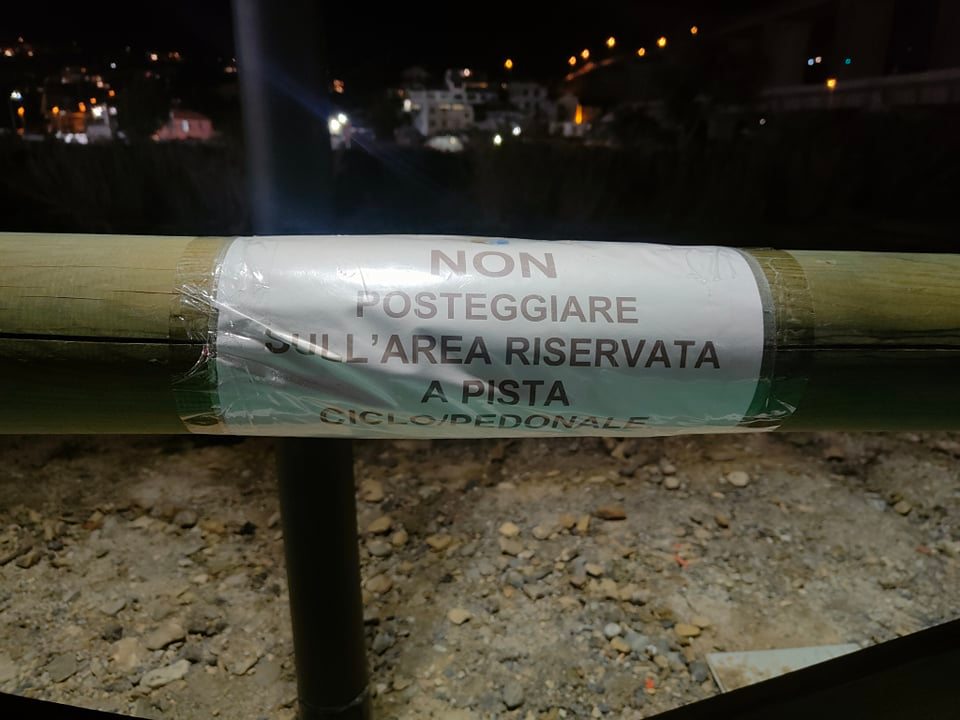 NON
POSTEGGIARE
SULL'AREA RISERVATA
A PISTA
CICLO/PEDONALE